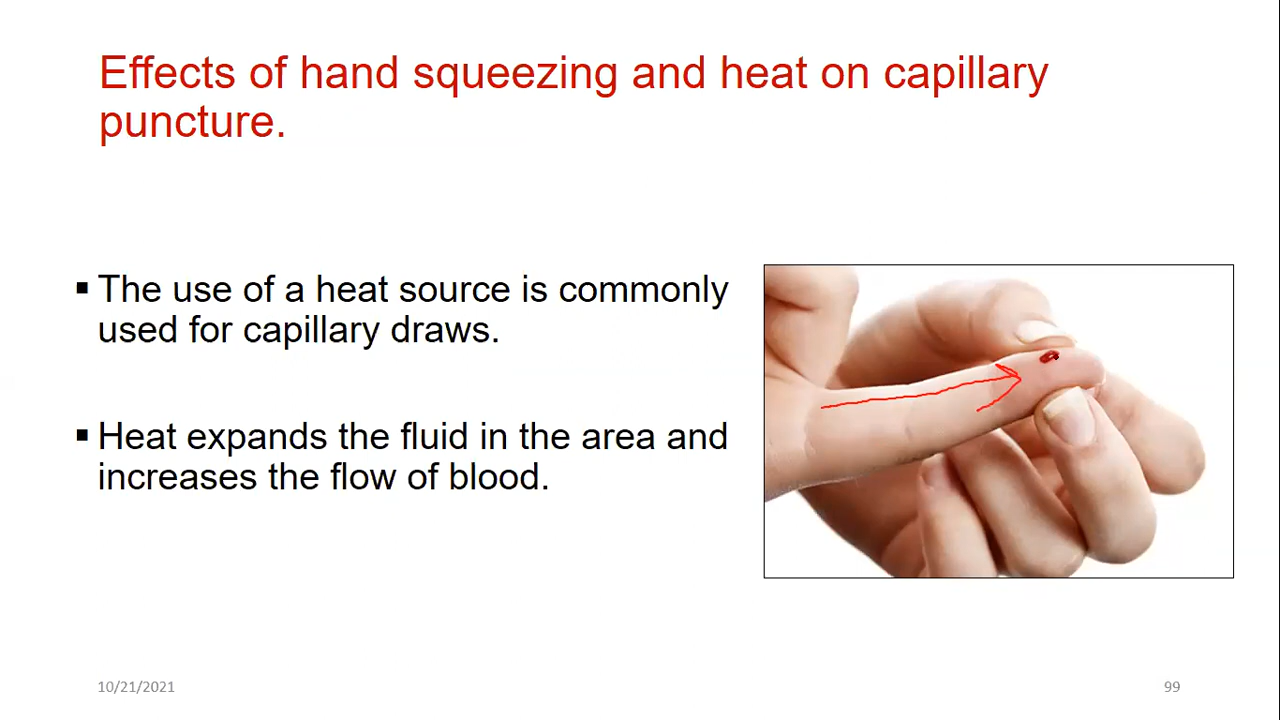 Effects of hand squeezing and heat on capillary
puncture.
▪ The use of a heat source is commonly
used for capillary draws.
▪ Heat expands the fluid in the area and
increases the flow of blood.
10/21/2021
99